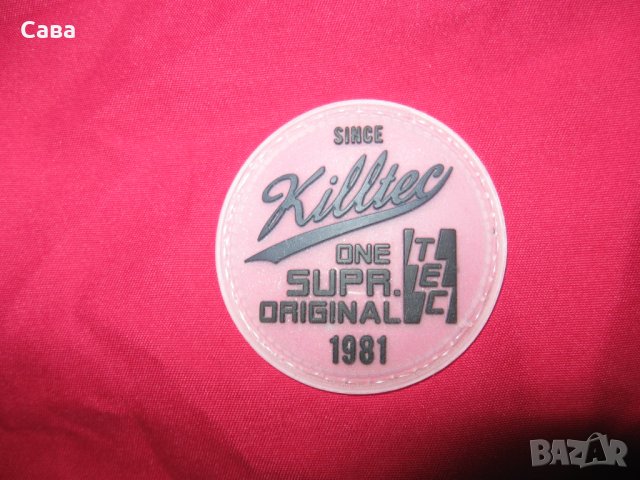 Сава
SINCE
Killtec
ONE
SUPR.
ORIGINAL
TEC
1981
BAZAR